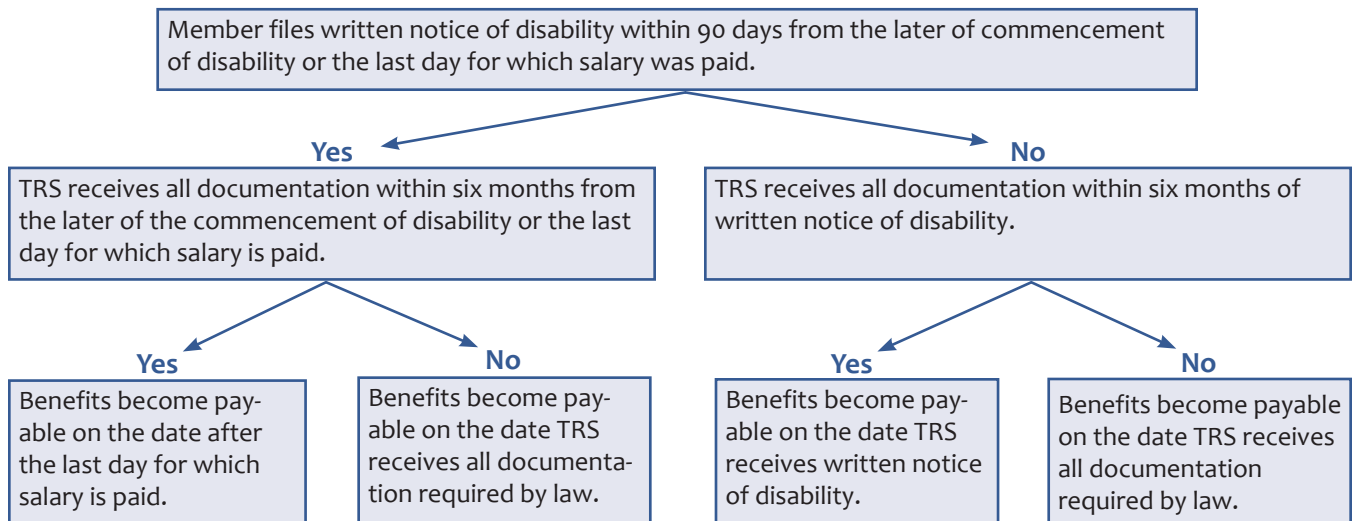 Member files written notice of disability within 90 days from the later of commencement
of disability or the last day for which salary was paid.
Yes
No
TRS receives all documentation within six months from
the later of the commencement of disability or the last
day for which salary is paid.
TRS receives all documentation within six months of
written notice of disability.
Yes
No
Yes
No
Benefits become pay-
able on the date after
the last day for which
salary is paid.
Benefits become pay-
able on the date TRS
receives all documenta-
tion required by law.
Benefits become pay-
able on the date TRS
receives written notice
of disability.
Benefits become payable
on the date TRS receives
all documentation
required by law.